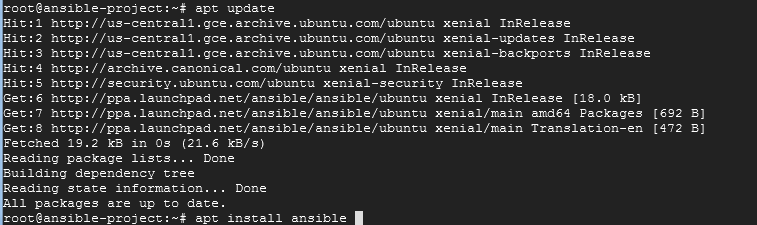 root@ansible-project:~# apt update
Hit:1 http://us-central1.gce.archive.ubuntu.com/ubuntu xenial InRelease
Hit:2 http://us-central1.gce.archive.ubuntu.com/ubuntu xenial-updates InRelease
Hit:3 http://us-central1.gce.archive.ubuntu.com/ubuntu xenial-backports InRelease
Hit:4 http://archive.canonical.com/ubuntu xenial InRelease
Hit:5 http://security.ubuntu.com/ubuntu xenial-security InRelease
Get:6 http://ppa.launchpad.net/ansible/ansible/ubuntu xenial InRelease [18.0 kB]
Get:7 http://ppa.launchpad.net/ansible/ansible/ubuntu xenial/main amd64 Packages [692 B]
Get:8 http://ppa.launchpad.net/ansible/ansible/ubuntu xenial/main Translation-en [472 B]
Fetched 19.2 kB in 0s (21.6 kB/s)
Reading package lists... Done
Building dependency tree
Reading state information... Done
All packages are up to date.
root@ansible-project:~# apt install ansible